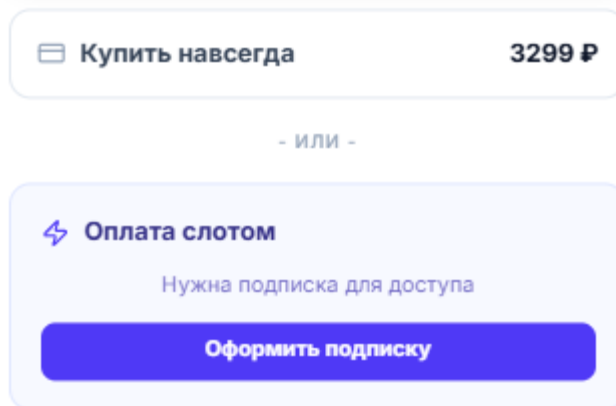 Купить навсегда 3299 ₽
- или -
Оплата слотом
Нужна подписка для доступа
Оформить подписку